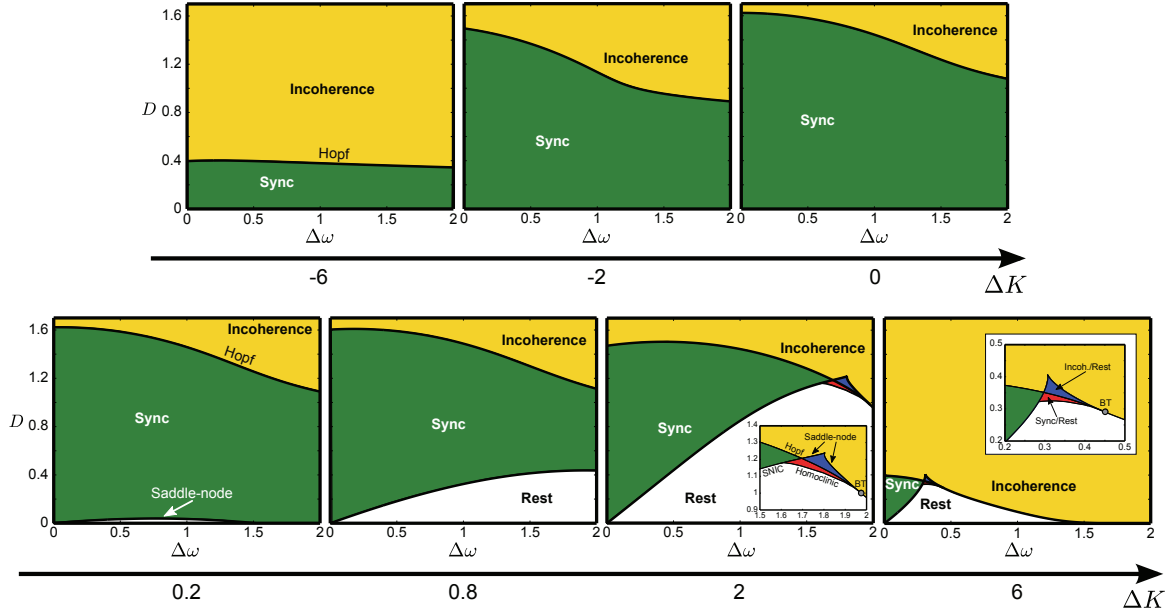 1.6
1.2
D
0.8
0.4
0
Incoherence
Hopf
Sync
0 0.5 1 1.5 2
Δω
Incoherence
Sync
0 0.5 1 1.5 2
Δω
Incoherence
Sync
0 0.5 1 1.5 2
Δω
-6 -2 0 ΔK
1.6
1.2
D
0.8
0.4
0
Incoherence
Hopf
Sync
Saddle-node
0 0.5 1 1.5 2
Δω
Incoherence
Sync
Rest
0 0.5 1 1.5 2
Δω
Incoherence
Sync
Rest
1.4
1.3
1.2
1.1
1
0.9
Saddle-node
Hopf
SNIC
Homoclinic
BT
1.5 1.6 1.7 1.8 1.9 2
0 0.5 1 1.5 2
Δω
0.5
0.4
0.3
0.2
Incoh./Rest
BT
Sync/Rest
0.2 0.3 0.4 0.5
Incoherence
Sync
Rest
0 0.5 1 1.5 2
Δω
0.2 0.8 2 6 ΔK